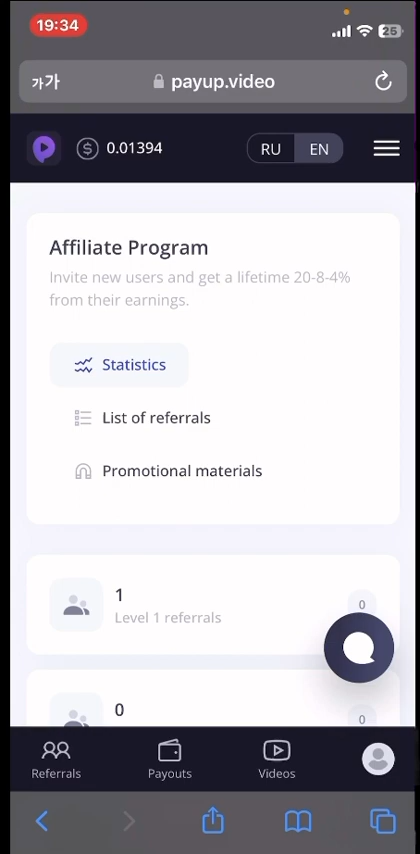 19:34
25
가가 payup.video
0.01394
RU EN
Affiliate Program
Invite new users and get a lifetime 20-8-4%
from their earnings.
Statistics
List of referrals
Promotional materials
1
0
Level 1 referrals
0
0
Referrals Payouts Videos